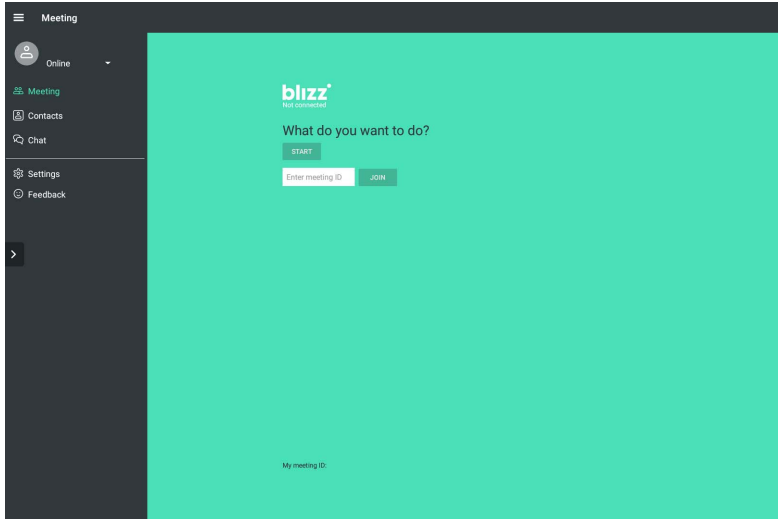 Meeting
Online
Meeting
Contacts
Chat
Settings
Feedback
blizz
Not connected
What do you want to do?
START
Enter meeting ID
JOIN
My meeting ID: